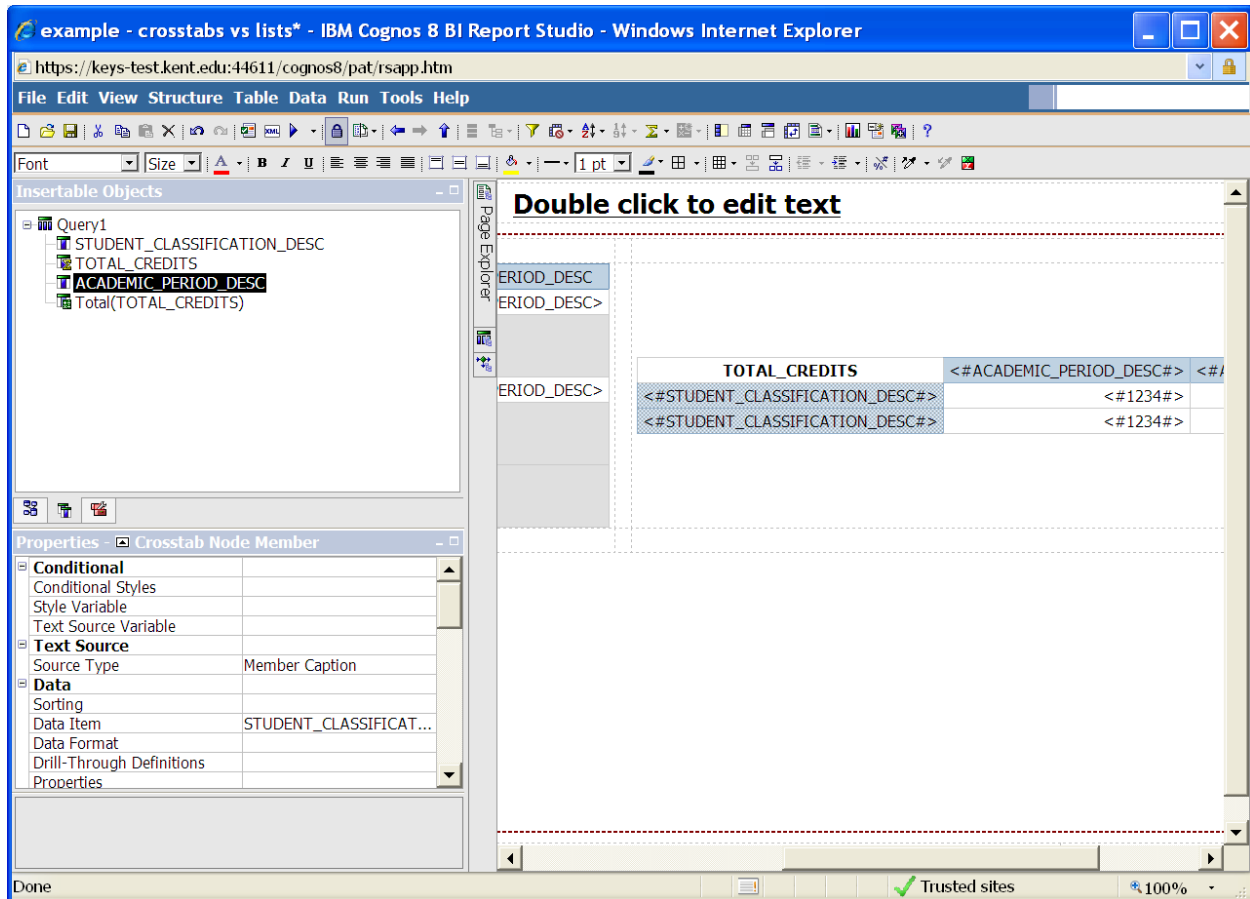 example - crosstabs vs lists* - IBM Cognos 8 BI Report Studio - Windows Internet Explorer
https://keys-test.kent.edu:44611/cognos8/pat/rsapp.htm
File Edit View Structure Table Data Run Tools Help
Font Size A B I U 1 pt
Insertable Objects
Query1
STUDENT_CLASSIFICATION_DESC
TOTAL_CREDITS
ACADEMIC_PERIOD_DESC
Total(TOTAL_CREDITS)
Page Explorer
Double click to edit text
ERIOD_DESC
ERIOD_DESC>
ERIOD_DESC>
TOTAL_CREDITS <#ACADEMIC_PERIOD_DESC#> <#A
<#STUDENT_CLASSIFICATION_DESC#> <#1234#>
<#STUDENT_CLASSIFICATION_DESC#> <#1234#>
Properties - Crosstab Node Member
Conditional
Conditional Styles
Style Variable
Text Source Variable
Text Source
Source Type Member Caption
Data
Sorting
Data Item STUDENT_CLASSIFICAT...
Data Format
Drill-Through Definitions
Properties
Done Trusted sites 100%